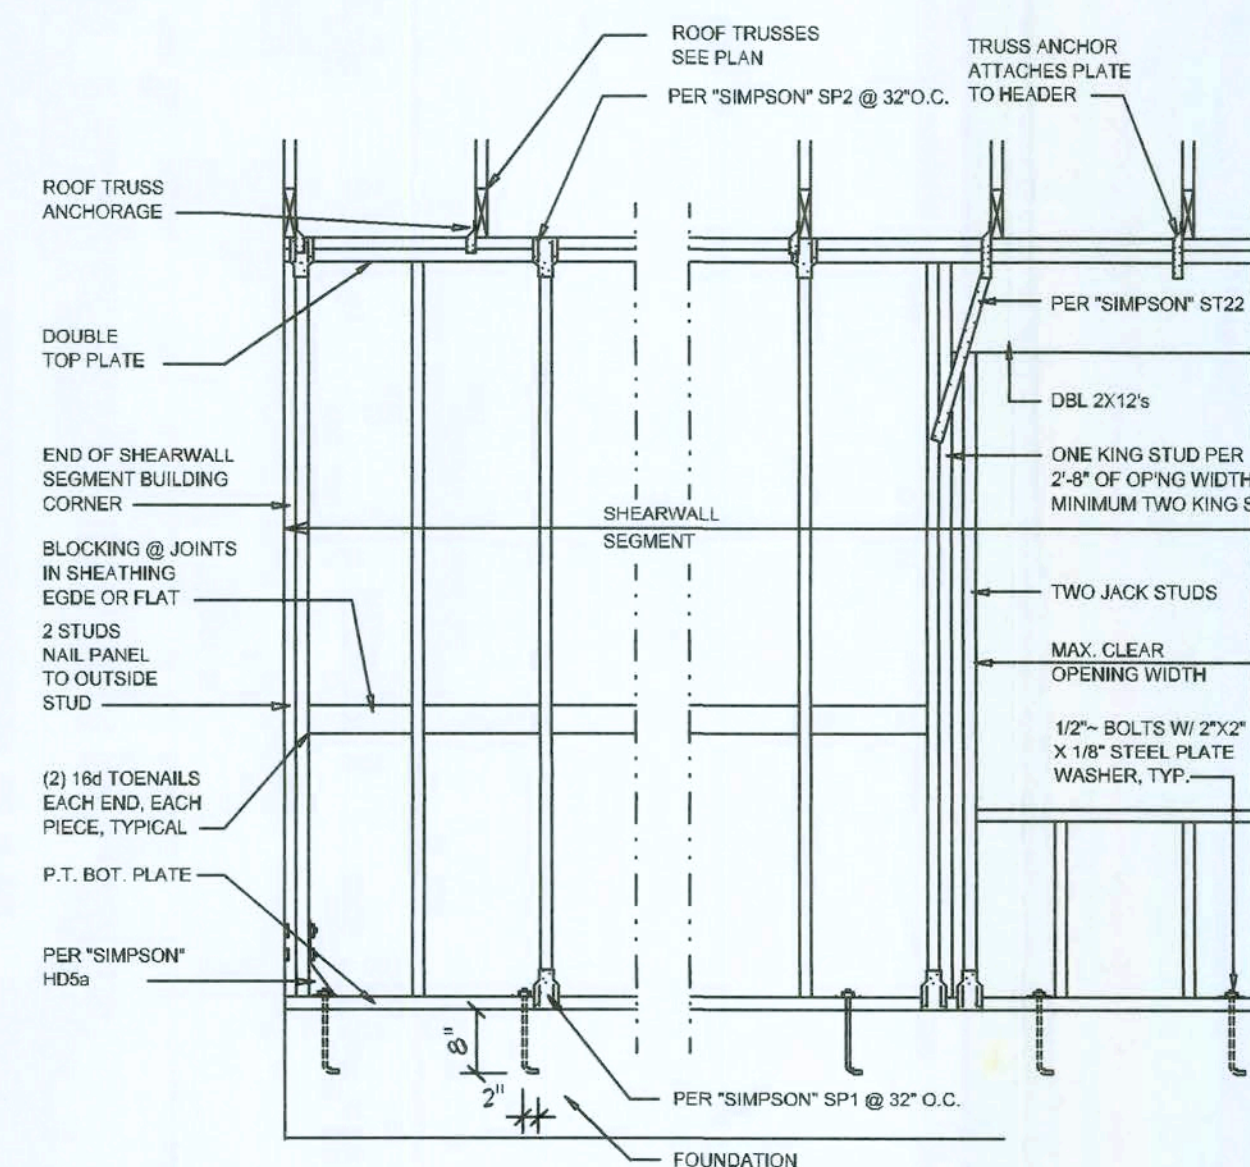 ROOF TRUSSES
SEE PLAN
PER "SIMPSON" SP2 @ 32"O.C.
TRUSS ANCHOR
ATTACHES PLATE
TO HEADER
ROOF TRUSS
ANCHORAGE
DOUBLE
TOP PLATE
PER "SIMPSON" ST22
DBL 2X12's
END OF SHEARWALL
SEGMENT BUILDING
CORNER
ONE KING STUD PER
2'-8" OF OP'NG WIDTH
MINIMUM TWO KING S
SHEARWALL
SEGMENT
BLOCKING @ JOINTS
IN SHEATHING
EGDE OR FLAT
2 STUDS
NAIL PANEL
TO OUTSIDE
STUD
TWO JACK STUDS
MAX. CLEAR
OPENING WIDTH
1/2"~ BOLTS W/ 2"X2"
X 1/8" STEEL PLATE
WASHER, TYP.
(2) 16d TOENAILS
EACH END, EACH
PIECE, TYPICAL
P.T. BOT. PLATE
PER "SIMPSON"
HD5a
8"
2"
PER "SIMPSON" SP1 @ 32" O.C.
FOUNDATION